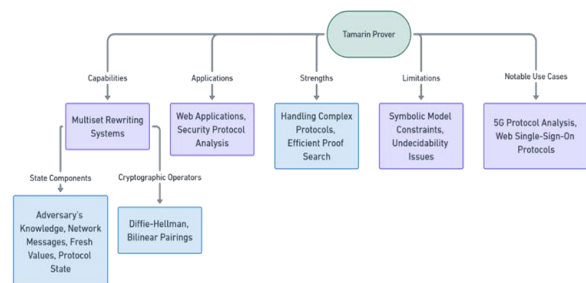 Tamarin Prover
Capabilities
Applications
Strengths
Limitations
Notable Use Cases
Multiset Rewriting
Systems
Web Applications,
Security Protocol
Analysis
Handling Complex
Protocols,
Efficient Proof
Search
Symbolic Model
Constraints,
Undecidability
Issues
5G Protocol Analysis,
Web Single-Sign-On
Protocols
State Components
Cryptographic Operators
Adversary's
Knowledge, Network
Messages, Fresh
Values, Protocol
State
Diffie-Hellman,
Bilinear Pairings